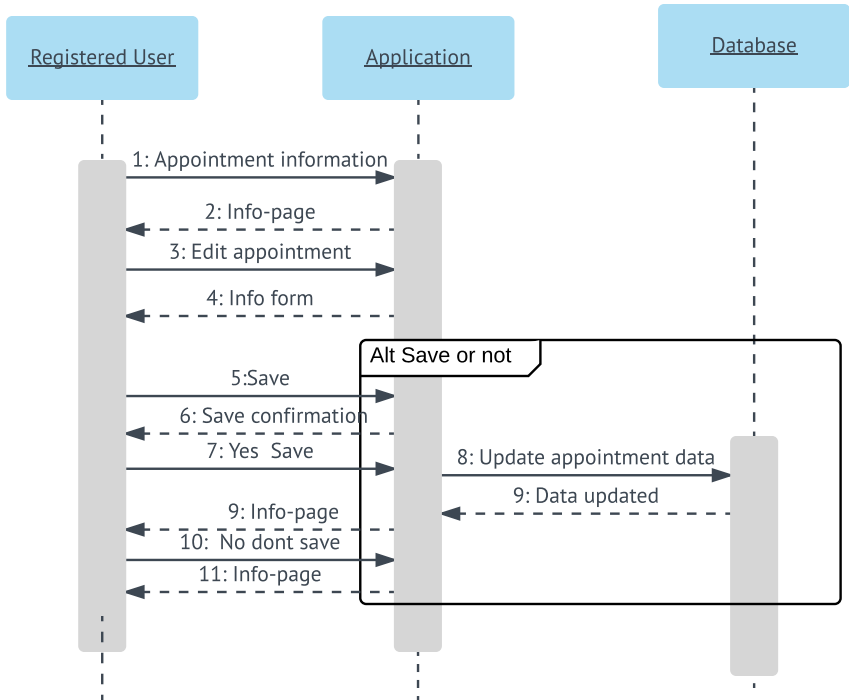 Registered User
Application
Database
1: Appointment information
2: Info-page
3: Edit appointment
4: Info form
Alt Save or not
5:Save
6: Save confirmation
7: Yes  Save
8: Update appointment data
9: Data updated
9: Info-page
10:  No dont save
11: Info-page